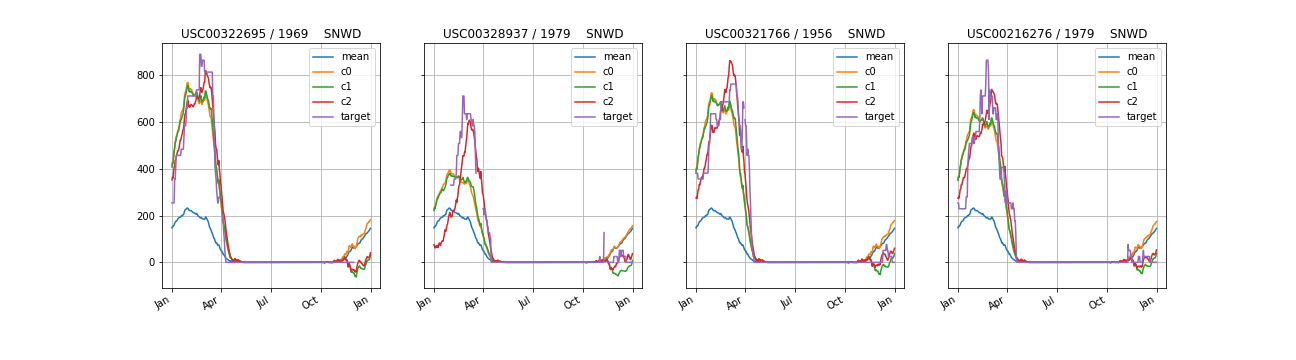 USC00322695 / 1969 SNWD
USC00328937 / 1979 SNWD
USC00321766 / 1956 SNWD
USC00216276 / 1979 SNWD
mean
c0
c1
c2
target
mean
c0
c1
c2
target
mean
c0
c1
c2
target
mean
c0
c1
c2
target
800
600
400
200
0
Jan Apr Jul Oct Jan
Jan Apr Jul Oct Jan
Jan Apr Jul Oct Jan
Jan Apr Jul Oct Jan